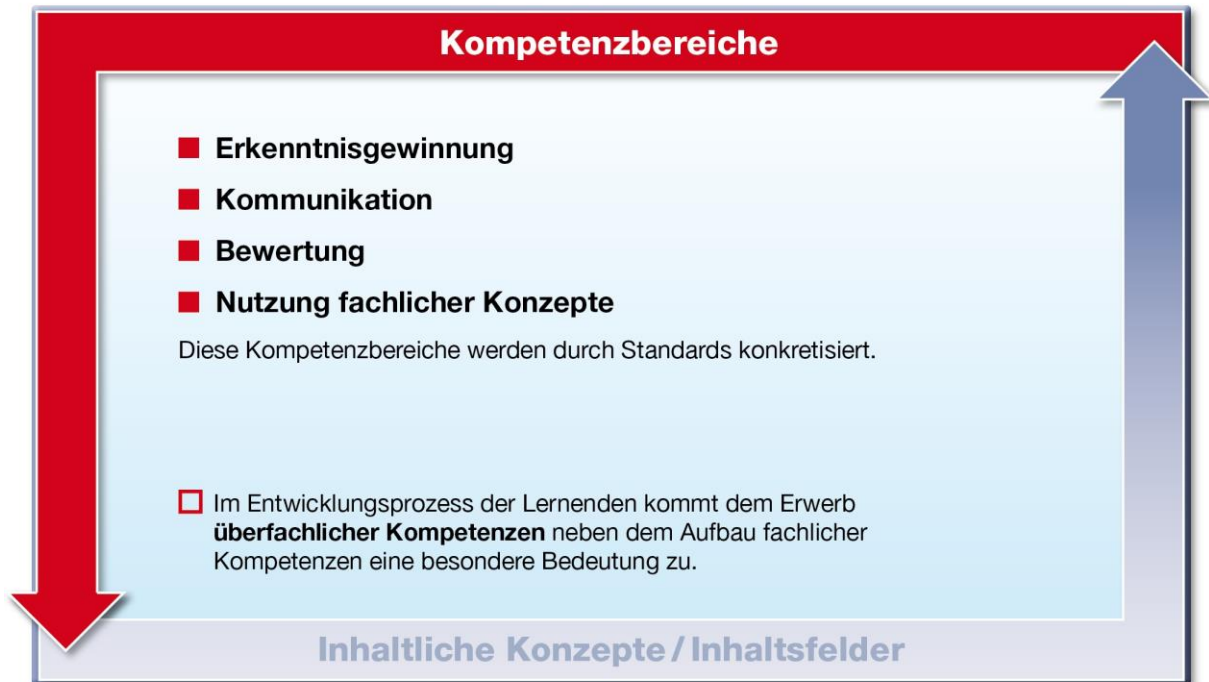 Kompetenzbereiche
Erkenntnisgewinnung
Kommunikation
Bewertung
Nutzung fachlicher Konzepte
Diese Kompetenzbereiche werden durch Standards konkretisiert.
Im Entwicklungsprozess der Lernenden kommt dem Erwerb
überfachlicher Kompetenzen neben dem Aufbau fachlicher
Kompetenzen eine besondere Bedeutung zu.
Inhaltliche Konzepte / Inhaltsfelder